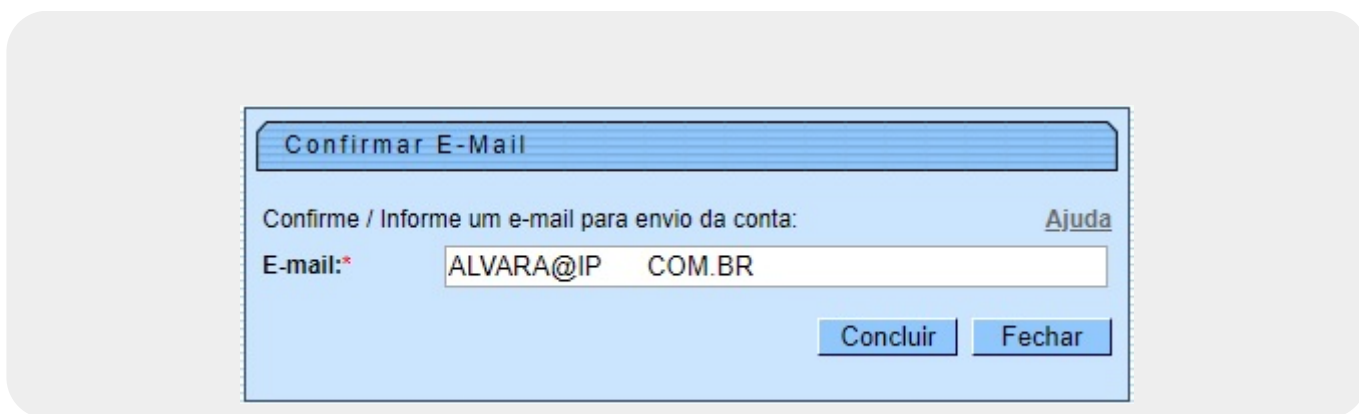 Confirmar E-Mail
Confirme / Informe um e-mail para envio da conta: Ajuda
E-mail:* ALVARA@IP COM.BR
Concluir Fechar